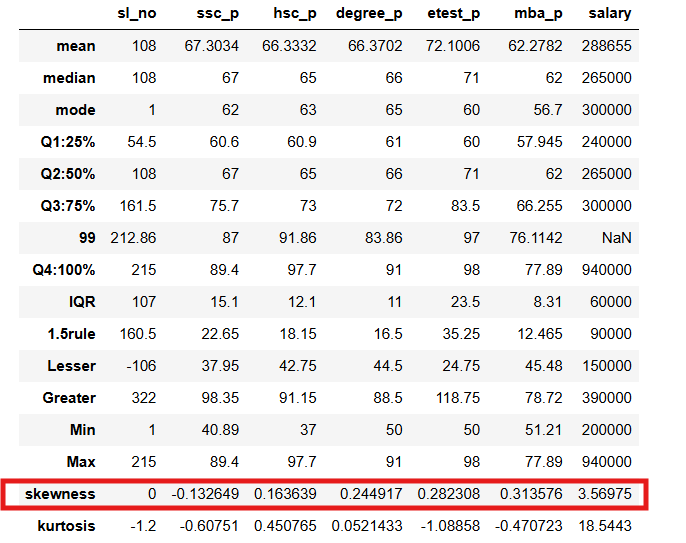 sl_no ssc_p hsc_p degree_p etest_p mba_p salary
mean 108 67.3034 66.3332 66.3702 72.1006 62.2782 288655
median 108 67 65 66 71 62 265000
mode 1 62 63 65 60 56.7 300000
Q1:25% 54.5 60.6 60.9 61 60 57.945 240000
Q2:50% 108 67 65 66 71 62 265000
Q3:75% 161.5 75.7 73 72 83.5 66.255 300000
99 212.86 87 91.86 83.86 97 76.1142 NaN
Q4:100% 215 89.4 97.7 91 98 77.89 940000
IQR 107 15.1 12.1 11 23.5 8.31 60000
1.5rule 160.5 22.65 18.15 16.5 35.25 12.465 90000
Lesser -106 37.95 42.75 44.5 24.75 45.48 150000
Greater 322 98.35 91.15 88.5 118.75 78.72 390000
Min 1 40.89 37 50 50 51.21 200000
Max 215 89.4 97.7 91 98 77.89 940000
skewness 0 -0.132649 0.163639 0.244917 0.282308 0.313576 3.56975
kurtosis -1.2 -0.60751 0.450765 0.0521433 -1.08858 -0.470723 18.5443